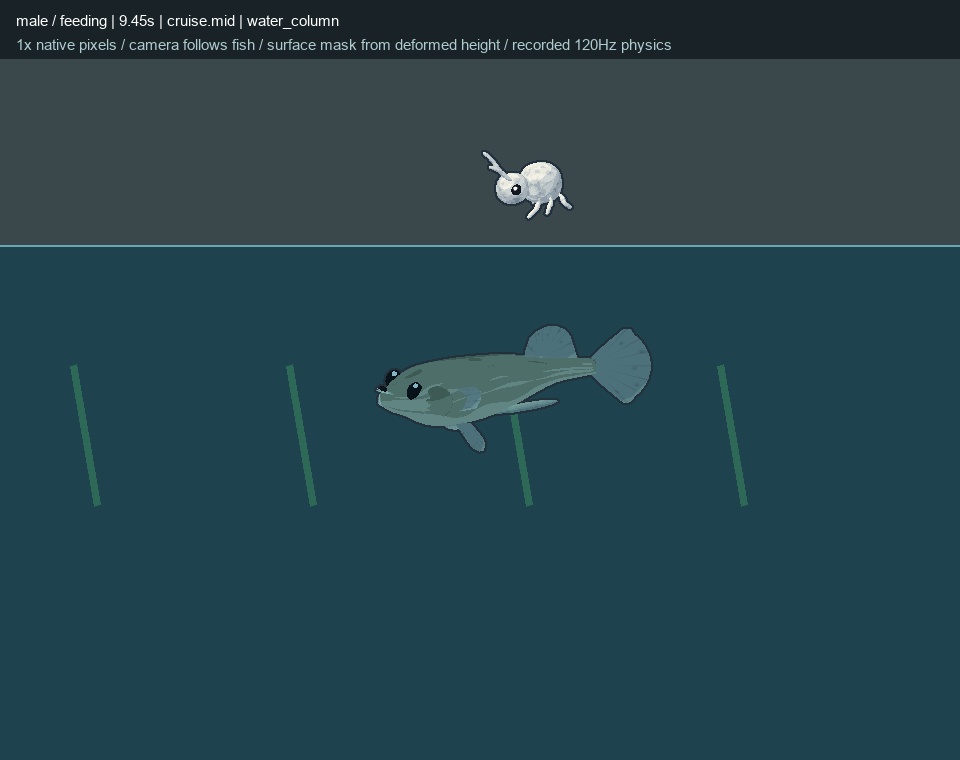 male / feeding | 9.45s | cruise.mid | water_column
1x native pixels / camera follows fish / surface mask from deformed height / recorded 120Hz physics